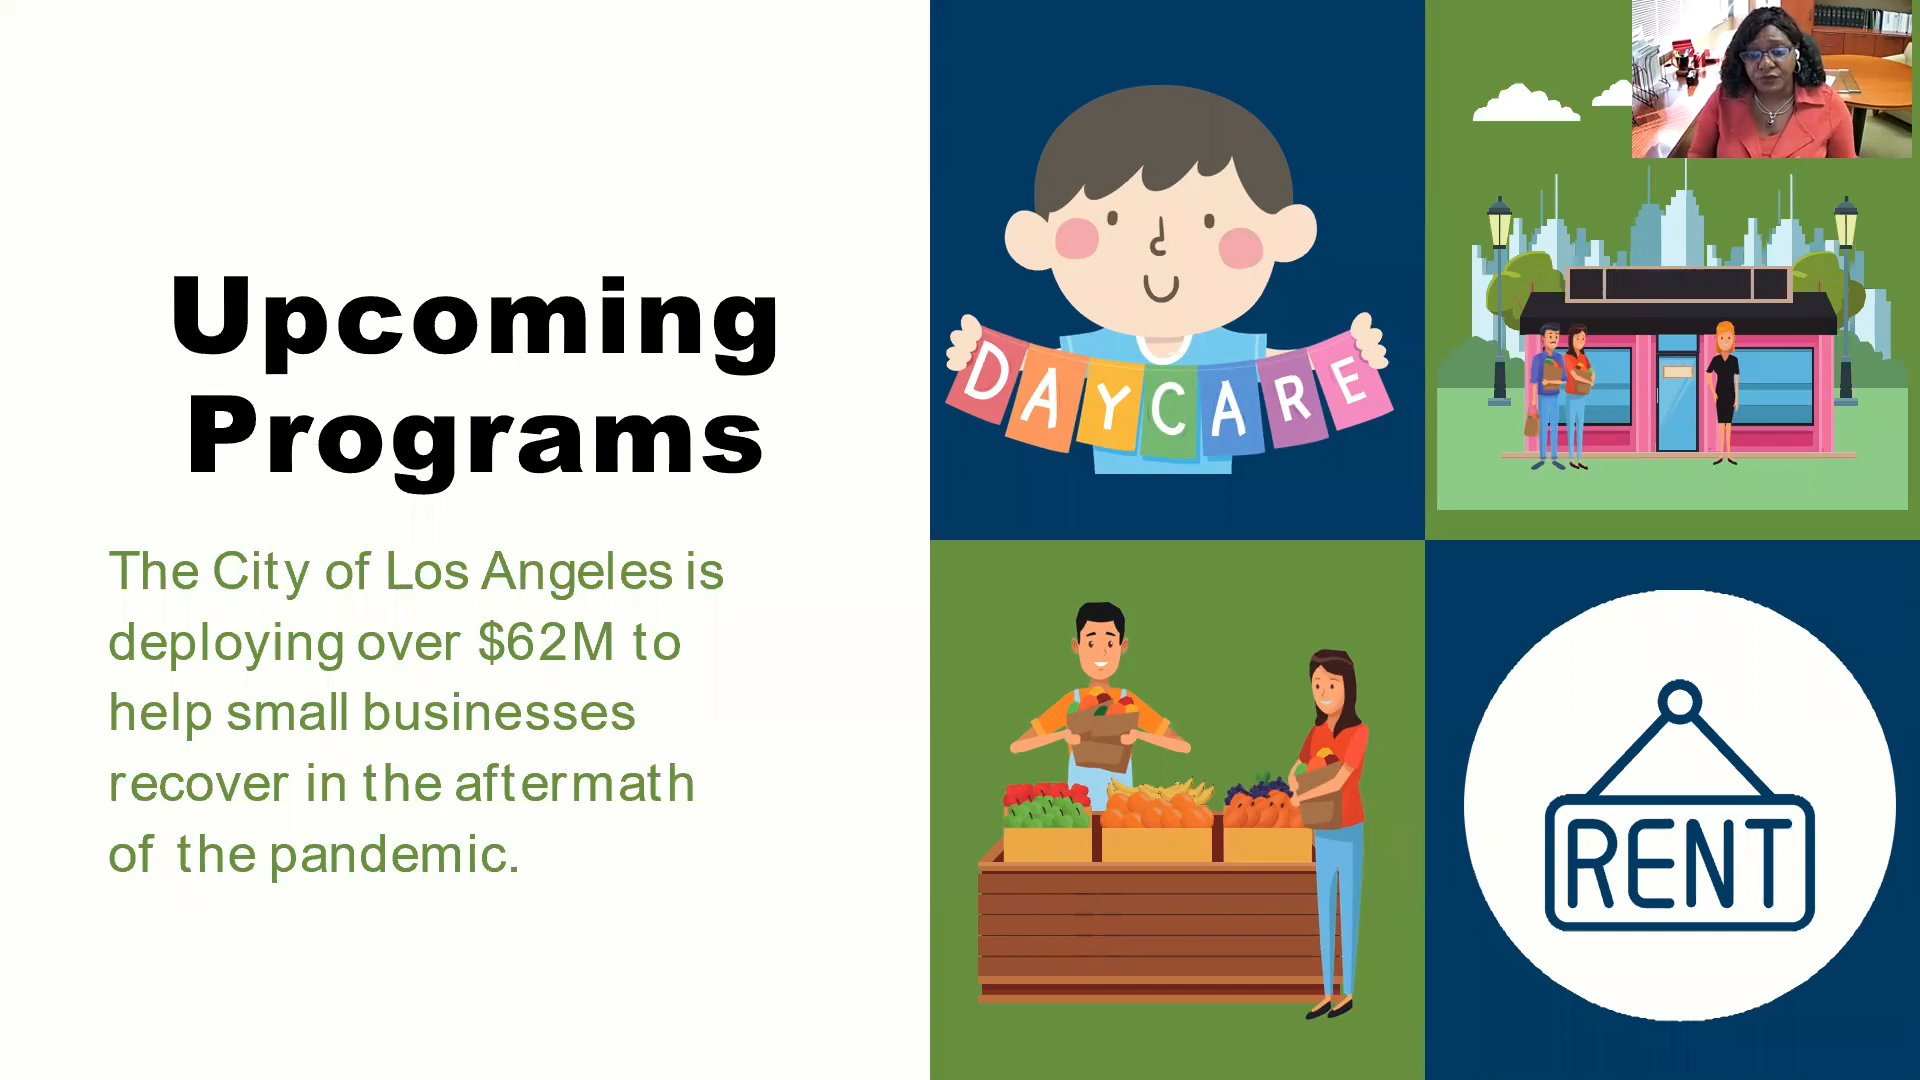 Upcoming
Programs
The City of Los Angeles is
deploying over $62M to
help small businesses
recover in the aftermath
of the pandemic.
DAYCARE
RENT